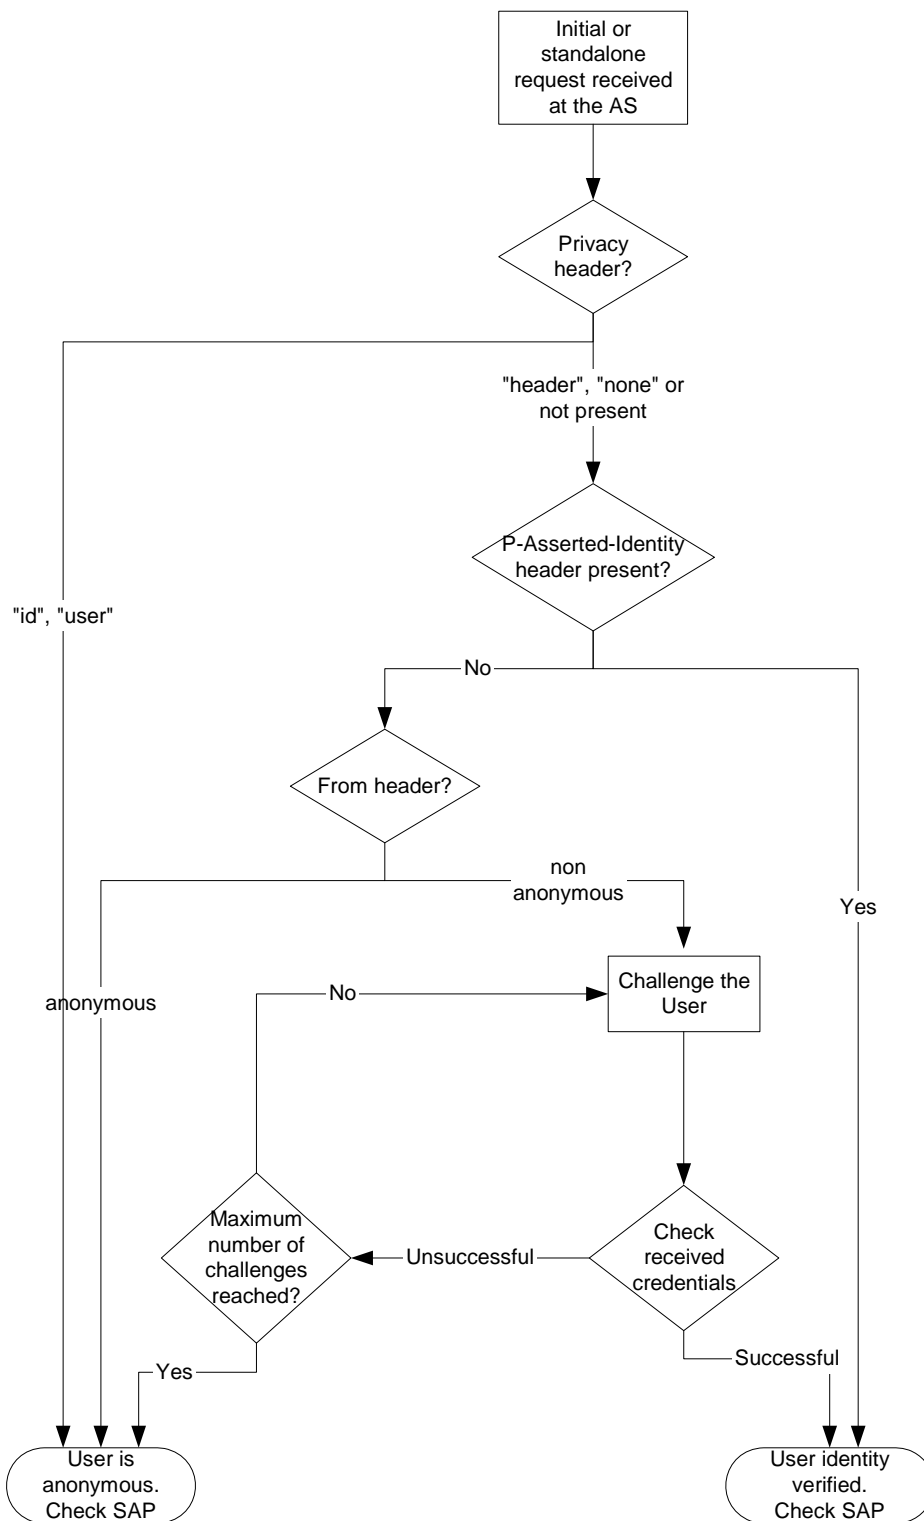 Initial or
standalone
request received
at the AS
Privacy
header?
"header", "none" or
not present
P-Asserted-Identity
header present?
"id", "user"
No
From header?
non
anonymous
Yes
anonymous
No
Challenge the
User
Maximum
number of
challenges
reached?
Unsuccessful
Check
received
credentials
Yes
Successful
User is
anonymous.
Check SAP
User identity
verified.
Check SAP